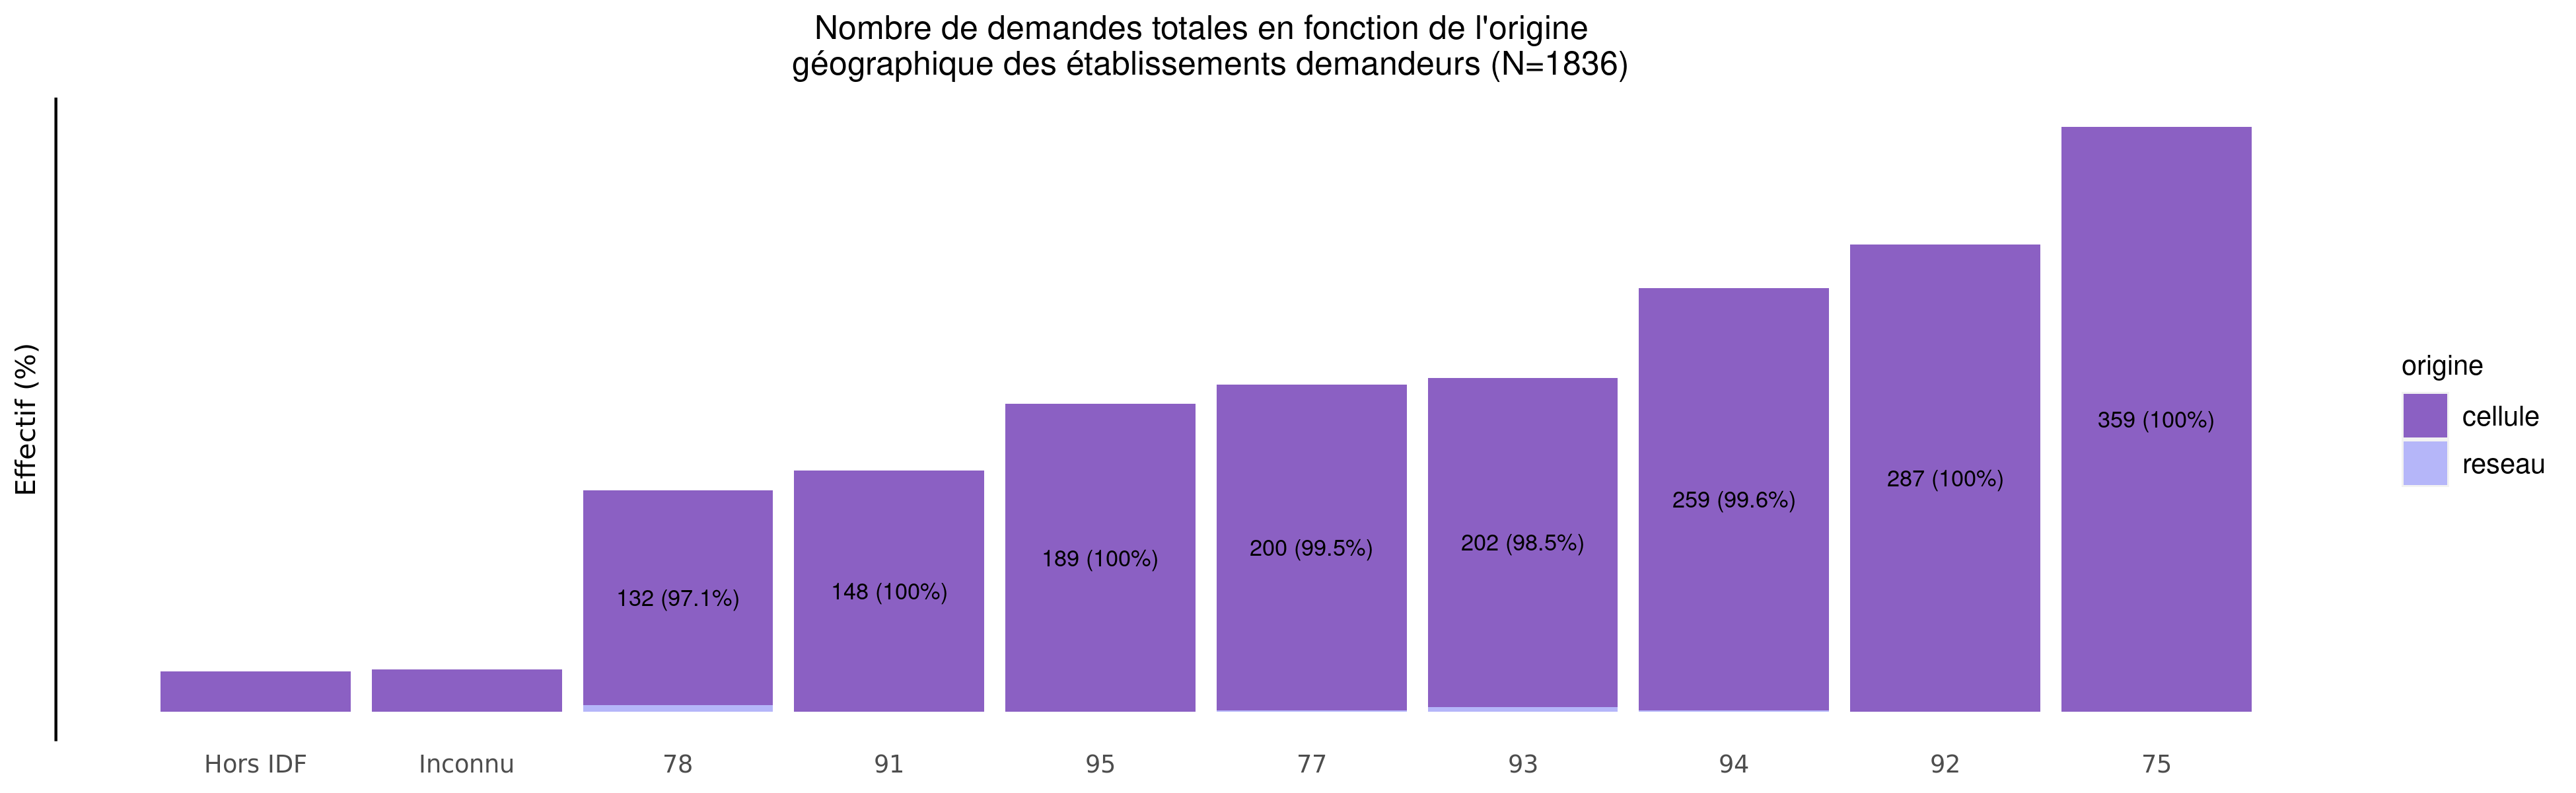 Nombre de demandes totales en fonction de l'origine
géographique des établissements demandeurs (N=1836)
Effectif (%)
132 (97.1%)
148 (100%)
189 (100%)
200 (99.5%)
202 (98.5%)
259 (99.6%)
287 (100%)
359 (100%)
Hors IDF
Inconnu
78
91
95
77
93
94
92
75
origine
cellule
reseau